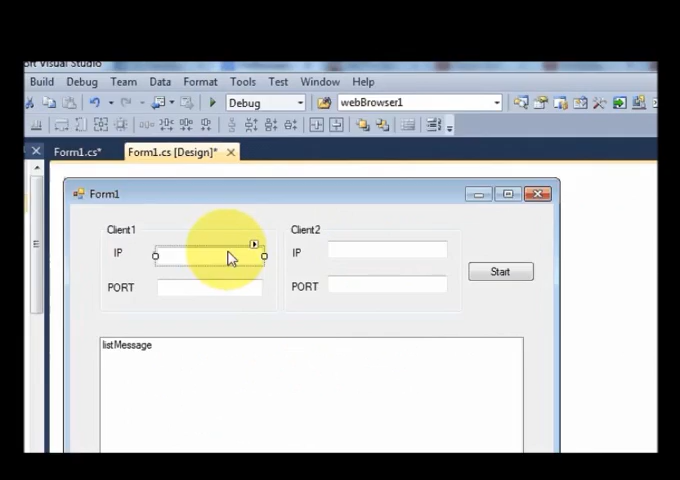 oft Visual Studio
Build Debug Team Data Format Tools Test Window Help
Debug webBrowser1
Form1.cs* Form1.cs [Design]*
Form1
Client1 Client2
IP IP
Start
PORT PORT
listMessage